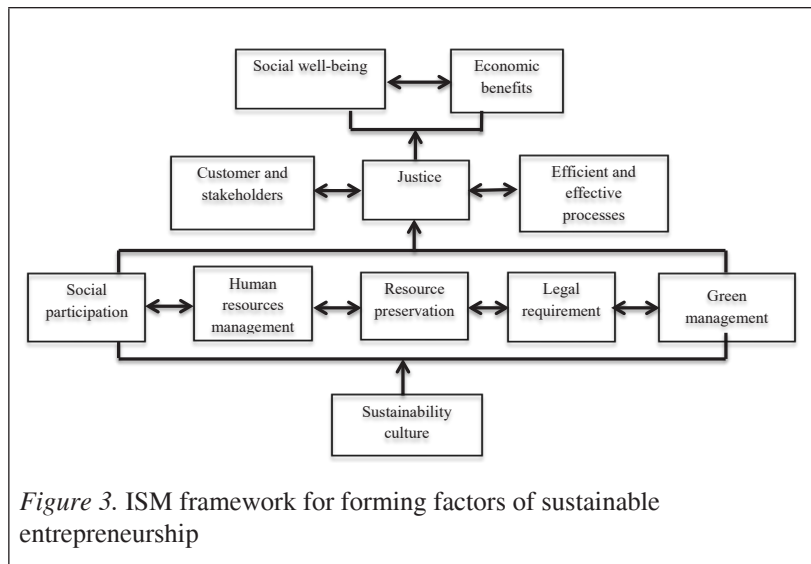 Social well-being
Economic
benefits
Customer and
stakeholders
Justice
Efficient and
effective
processes
Social
participation
Human
resources
management
Resource
preservation
Legal
requirement
Green
management
Sustainability
culture
Figure 3. ISM framework for forming factors of sustainable
entrepreneurship